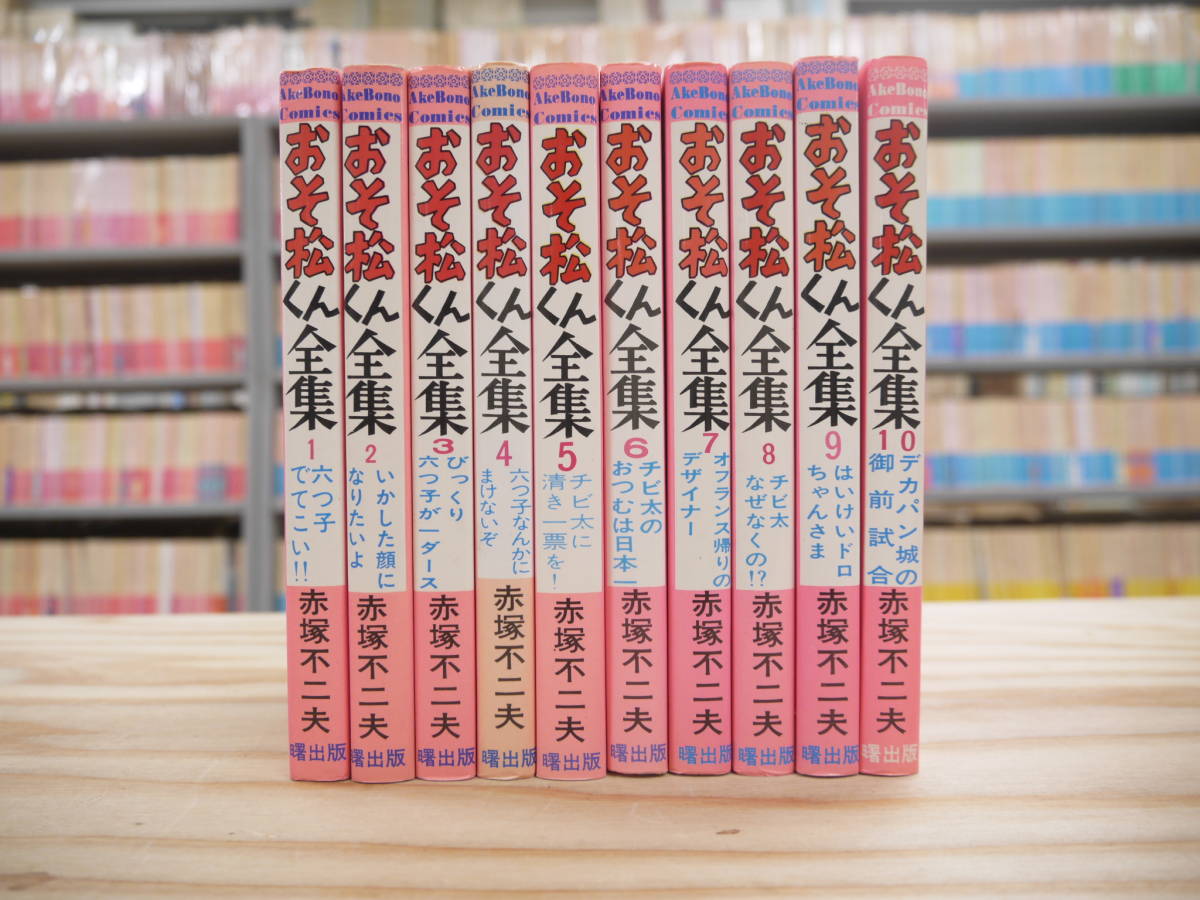 AkeBono
Comics
おそ松くん全集
1
六つ子
でてこい!!
赤塚不二夫
曙出版
AkeBono
Comics
おそ松くん全集
2
いかした顔に
なりたいよ
赤塚不二夫
曙出版
AkeBono
Comics
おそ松くん全集
3
びっくり
六つ子が一ダース
赤塚不二夫
曙出版
AkeBono
Comics
おそ松くん全集
4
六つ子なんかに
まけないぞ
赤塚不二夫
曙出版
AkeBono
Comics
おそ松くん全集
5
チビ太に
清き一票を!
赤塚不二夫
曙出版
AkeBono
Comics
おそ松くん全集
6
チビ太の
おつむは日本一
赤塚不二夫
曙出版
AkeBono
Comics
おそ松くん全集
7
オフランス帰りの
デザイナー
赤塚不二夫
曙出版
AkeBono
Comics
おそ松くん全集
8
チビ太
なぜなくの!?
赤塚不二夫
曙出版
AkeBono
Comics
おそ松くん全集
9
はいけいドロ
ちゃんさま
赤塚不二夫
曙出版
AkeBono
Comics
おそ松くん全集
10
デカパン城の
御前試合
赤塚不二夫
曙出版